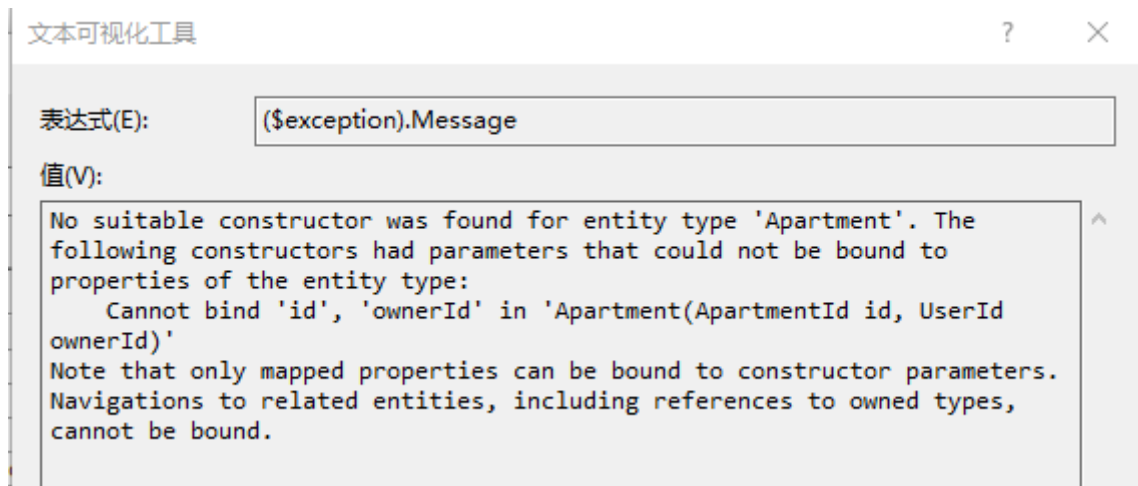 文本可视化工具
表达式(E):
($exception).Message
值(V):
No suitable constructor was found for entity type 'Apartment'. The
following constructors had parameters that could not be bound to
properties of the entity type:
Cannot bind 'id', 'ownerId' in 'Apartment(ApartmentId id, UserId
ownerId)'
Note that only mapped properties can be bound to constructor parameters.
Navigations to related entities, including references to owned types,
cannot be bound.